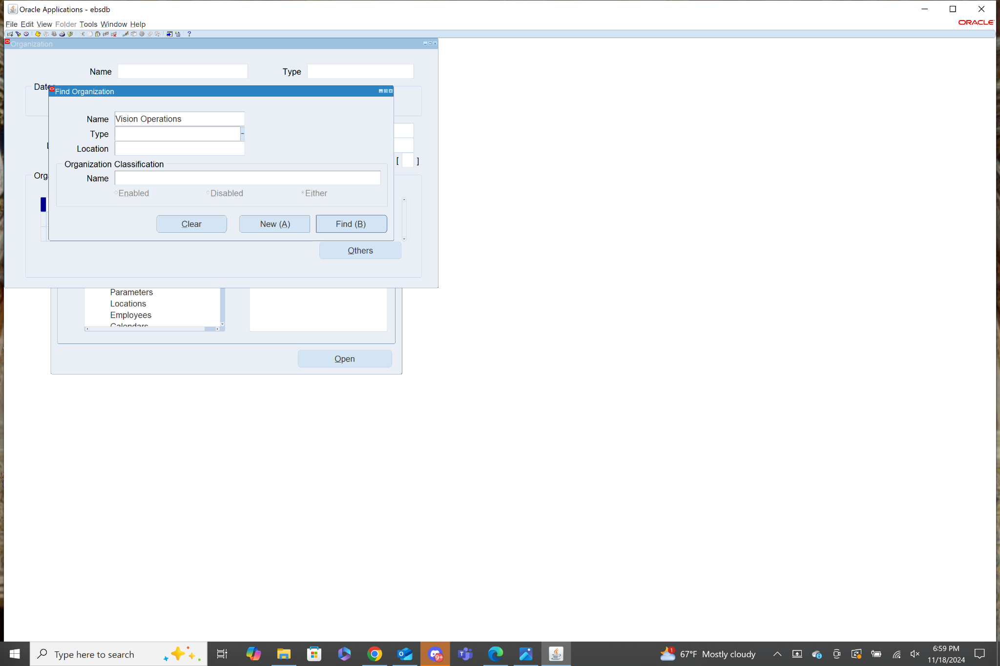 Oracle Applications - ebsdb
File Edit View Folder Tools Window Help
ORACLE
Organization
Name
Type
Find Organization
Name Vision Operations
Type
Location
Organization Classification
Name
Enabled Disabled Either
Clear
New (A)
Find (B)
[ ]
Others
Parameters
Locations
Employees
Calendars
Open
Type here to search
9+
1
67°F Mostly cloudy
6:59 PM
11/18/2024